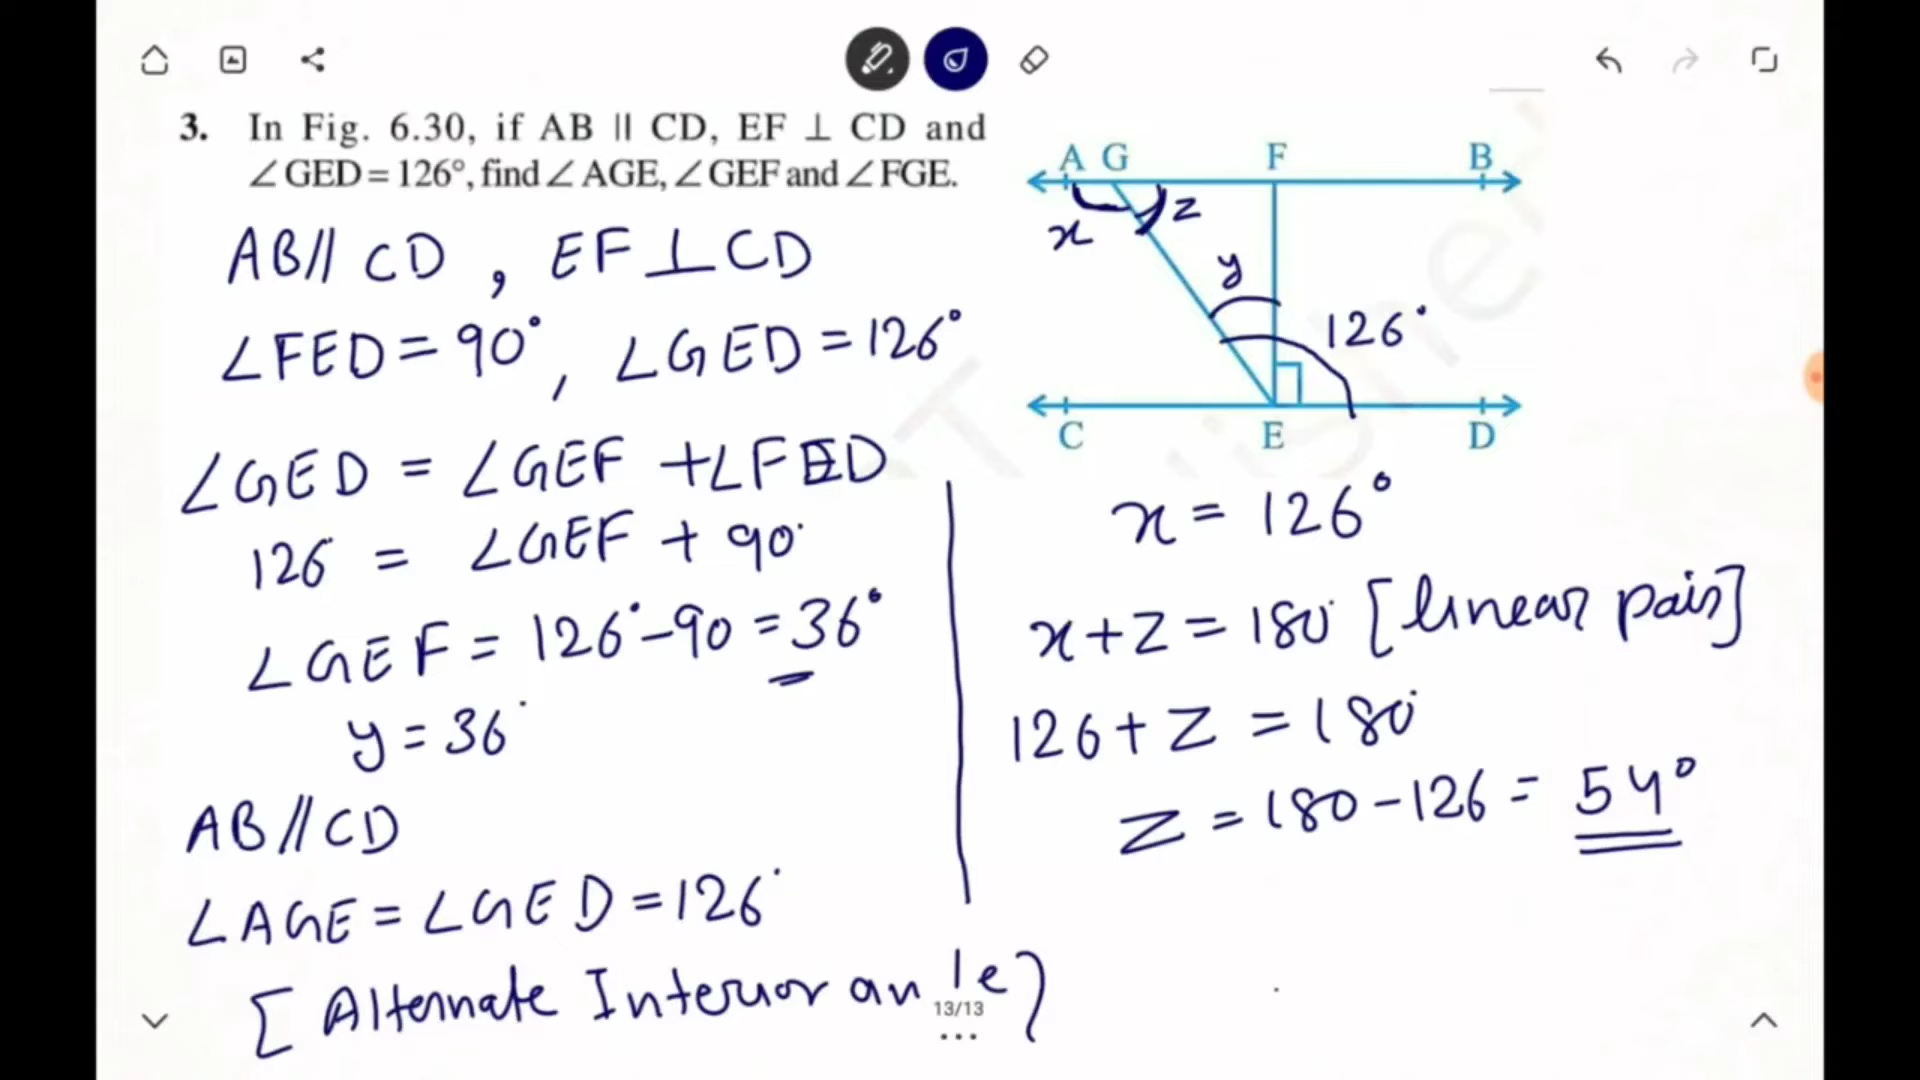 3. In Fig. 6.30, if AB || CD, EF ⊥ CD and
∠GED = 126°, find ∠AGE, ∠GEF and ∠FGE.
A G F B
x z
y
126°
C E D
AB // CD , EF ⊥ CD
∠FED = 90° , ∠GED = 126°
∠GED = ∠GEF + ∠FED
126 = ∠GEF + 90°
∠GEF = 126° - 90 = 36°
y = 36°
AB // CD
∠AGE = ∠GED = 126°
[Alternate Interior an le]
x = 126°
x + z = 180° [linear pair]
126 + z = 180°
z = 180 - 126 = 54°
13/13